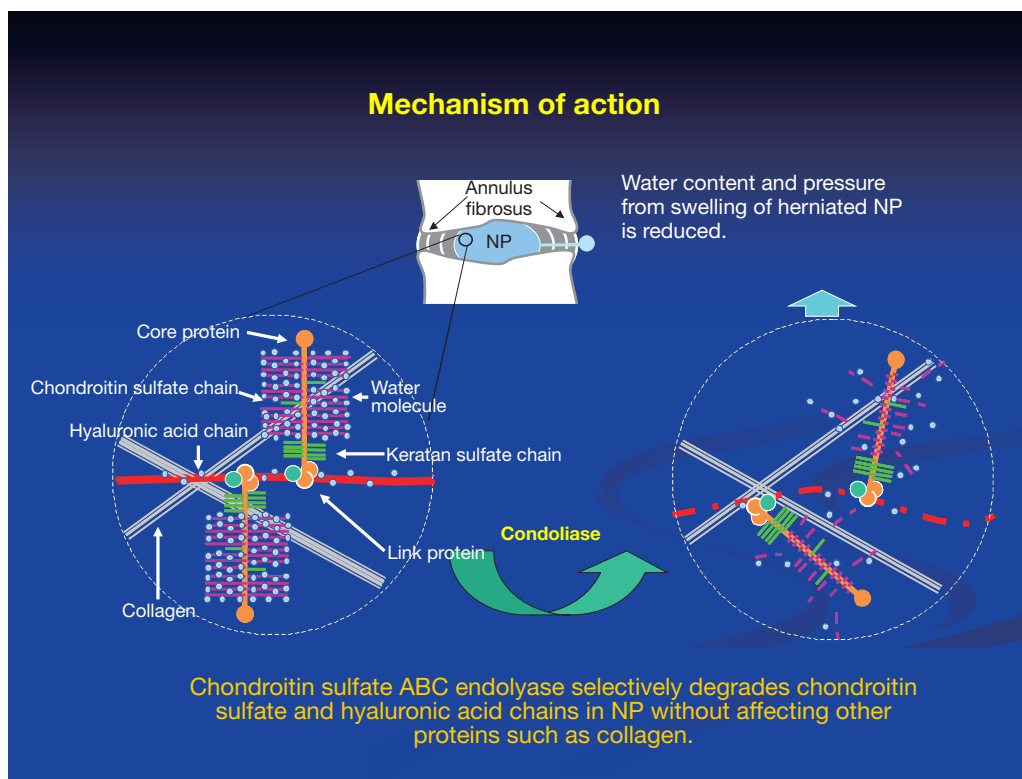 Mechanism of action
Annulus
fibrosus
NP
Water content and pressure
from swelling of herniated NP
is reduced.
Core protein
Chondroitin sulfate chain
Water
molecule
Hyaluronic acid chain
Keratan sulfate chain
Link protein
Collagen
Condoliase
Chondroitin sulfate ABC endolyase selectively degrades chondroitin
sulfate and hyaluronic acid chains in NP without affecting other
proteins such as collagen.